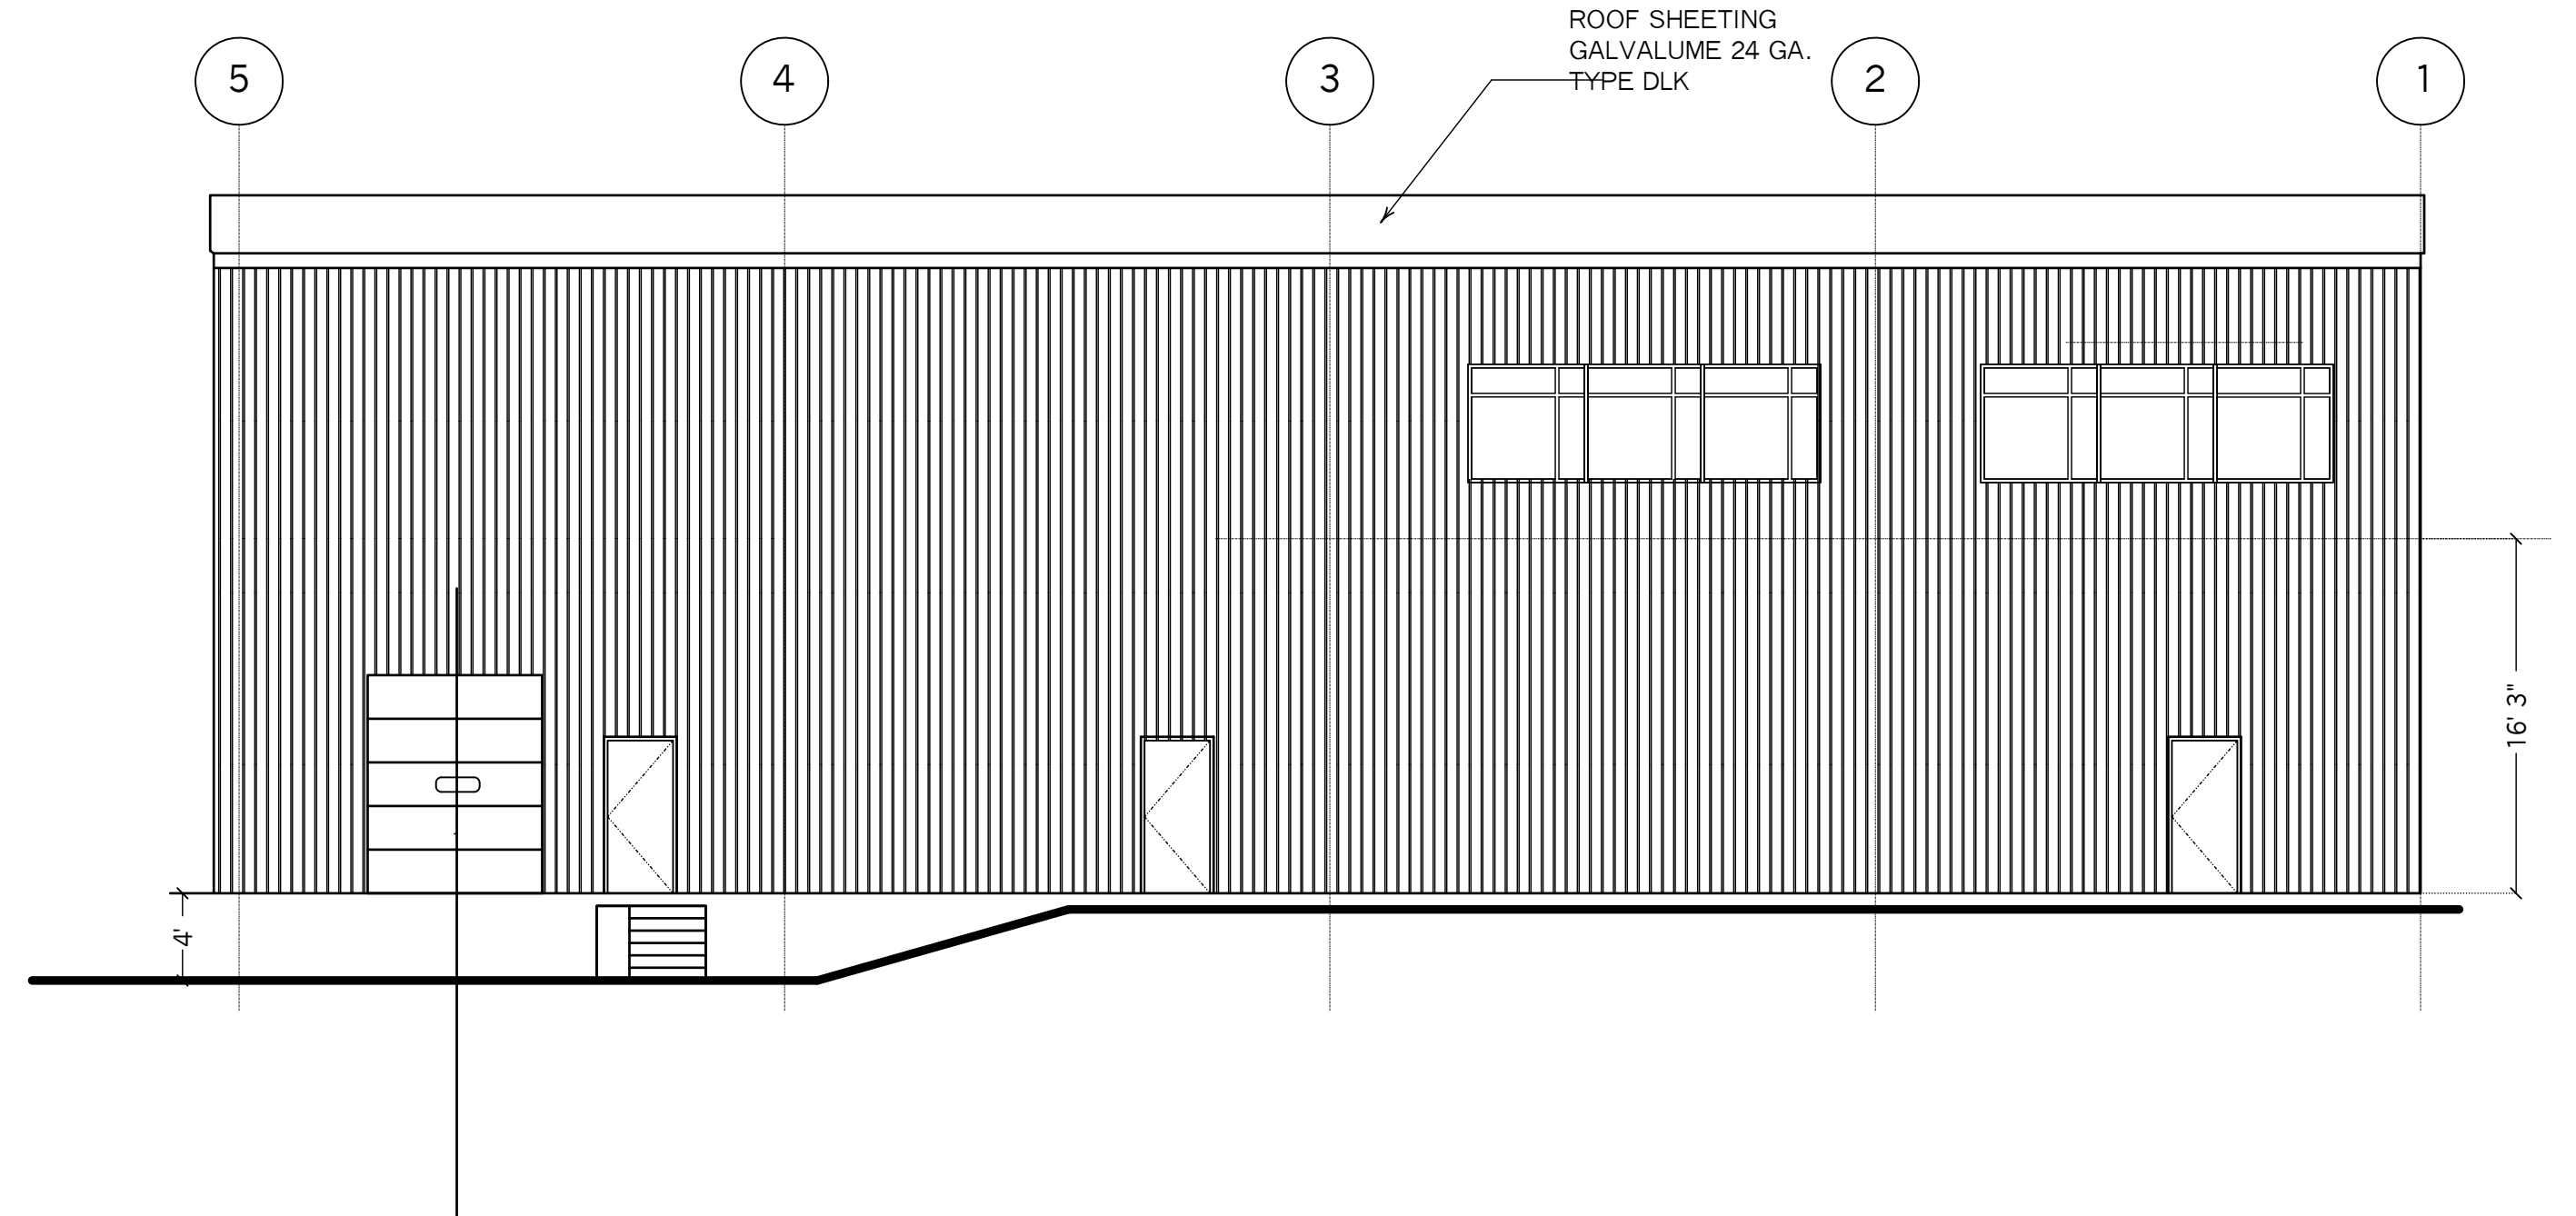 ROOF SHEETING
GALVALUME 24 GA.
TYPE DLK
5
4
3
2
1
16' 3"
4'